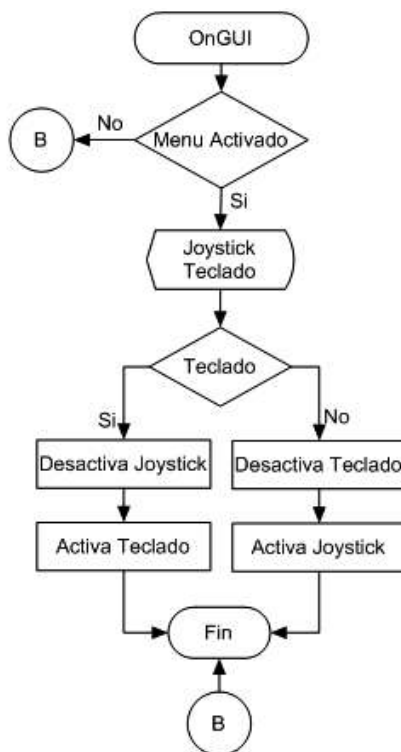 OnGUI
No
B
Menu Activado
Si
Joystick
Teclado
Teclado
Si
No
Desactiva Joystick
Desactiva Teclado
Activa Teclado
Activa Joystick
Fin
B